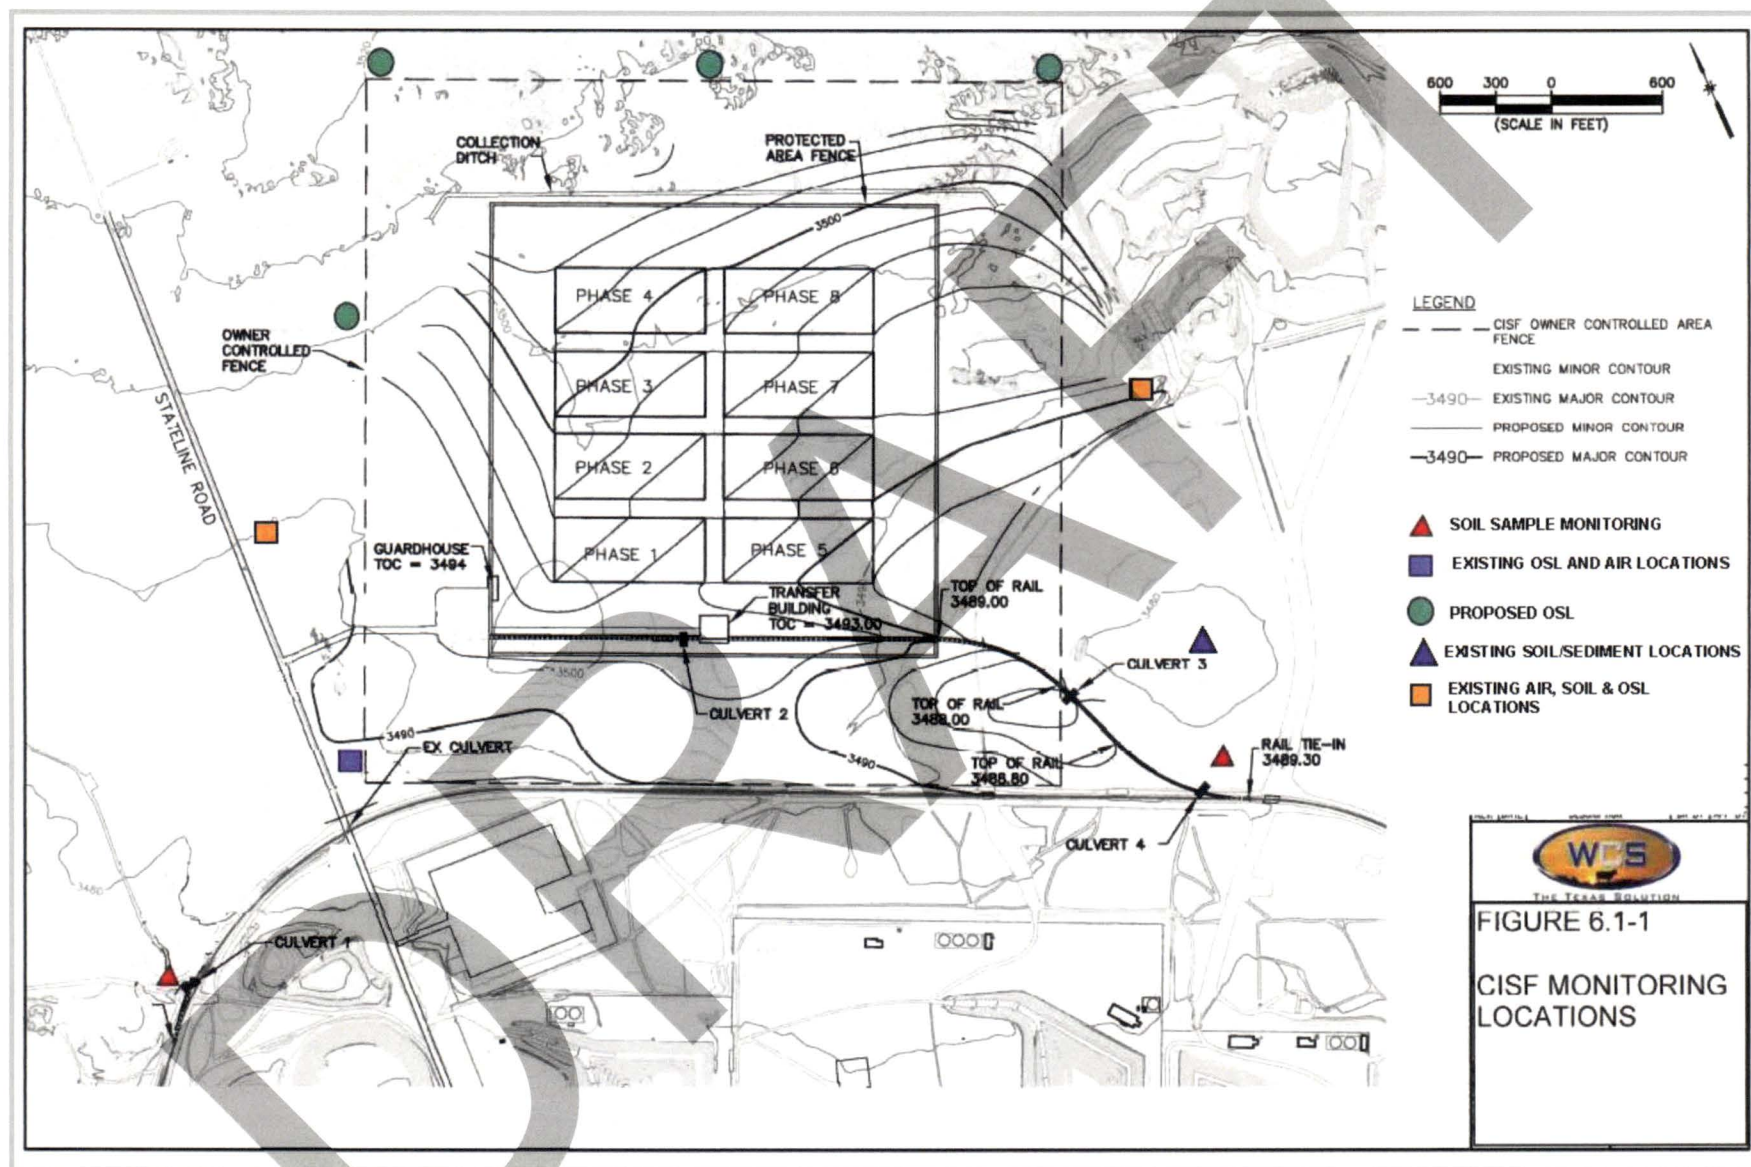 600 300 0 600
(SCALE IN FEET)
COLLECTION
DITCH
PROTECTED
AREA FENCE
3500
3500
OWNER
CONTROLLED
FENCE
STATELINE ROAD
PHASE 4
PHASE 8
PHASE 3
PHASE 7
PHASE 2
PHASE 6
PHASE 1
PHASE 5
GUARDHOUSE
TOC = 3494
TRANSFER
BUILDING
TOC = 3493.00
TOP OF RAIL
3489.00
3480
CULVERT 3
3500
CULVERT 2
TOP OF RAIL
3488.00
3490
EX CULVERT
3490
TOP OF RAIL
3488.80
RAIL TIE-IN
3489.30
CULVERT 4
3480
CULVERT 1
LEGEND
CISF OWNER CONTROLLED AREA
FENCE
EXISTING MINOR CONTOUR
3490 EXISTING MAJOR CONTOUR
PROPOSED MINOR CONTOUR
3490 PROPOSED MAJOR CONTOUR
SOIL SAMPLE MONITORING
EXISTING OSL AND AIR LOCATIONS
PROPOSED OSL
EXISTING SOIL/SEDIMENT LOCATIONS
EXISTING AIR, SOIL & OSL
LOCATIONS
WCS
THE TEXAS SOLUTION
FIGURE 6.1-1
CISF MONITORING
LOCATIONS
DRAFT